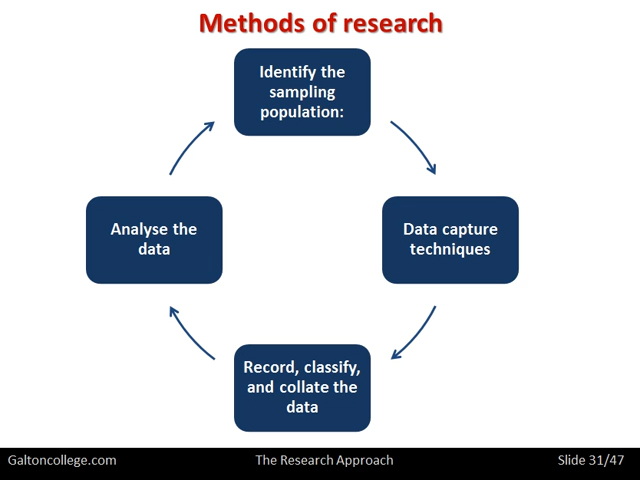 Methods of research
Identify the
sampling
population:
Data capture
techniques
Record, classify,
and collate the
data
Analyse the
data
Galtoncollege.com
The Research Approach
Slide 31/47